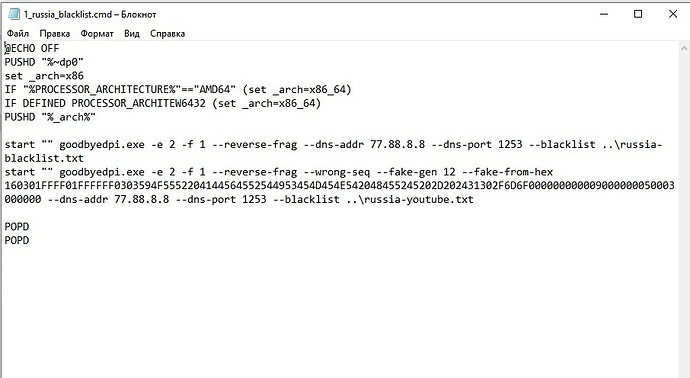 1_russia_blacklist.cmd – Блокнот
Файл Правка Формат Вид Справка
@ECHO OFF
PUSHD "%~dp0"
set _arch=x86
IF "%PROCESSOR_ARCHITECTURE%"=="AMD64" (set _arch=x86_64)
IF DEFINED PROCESSOR_ARCHITEW6432 (set _arch=x86_64)
PUSHD "%_arch%"
start "" goodbyedpi.exe -e 2 -f 1 --reverse-frag --dns-addr 77.88.8.8 --dns-port 1253 --blacklist ..\russia-
blacklist.txt
start "" goodbyedpi.exe -e 2 -f 1 --reverse-frag --wrong-seq --fake-gen 12 --fake-from-hex
160301FFFF01FFFFFF0303594F5552204144564552544953454D454E542048455245202D202431302F6D6F000000000009000000050003
000000 --dns-addr 77.88.8.8 --dns-port 1253 --blacklist ..\russia-youtube.txt
POPD
POPD